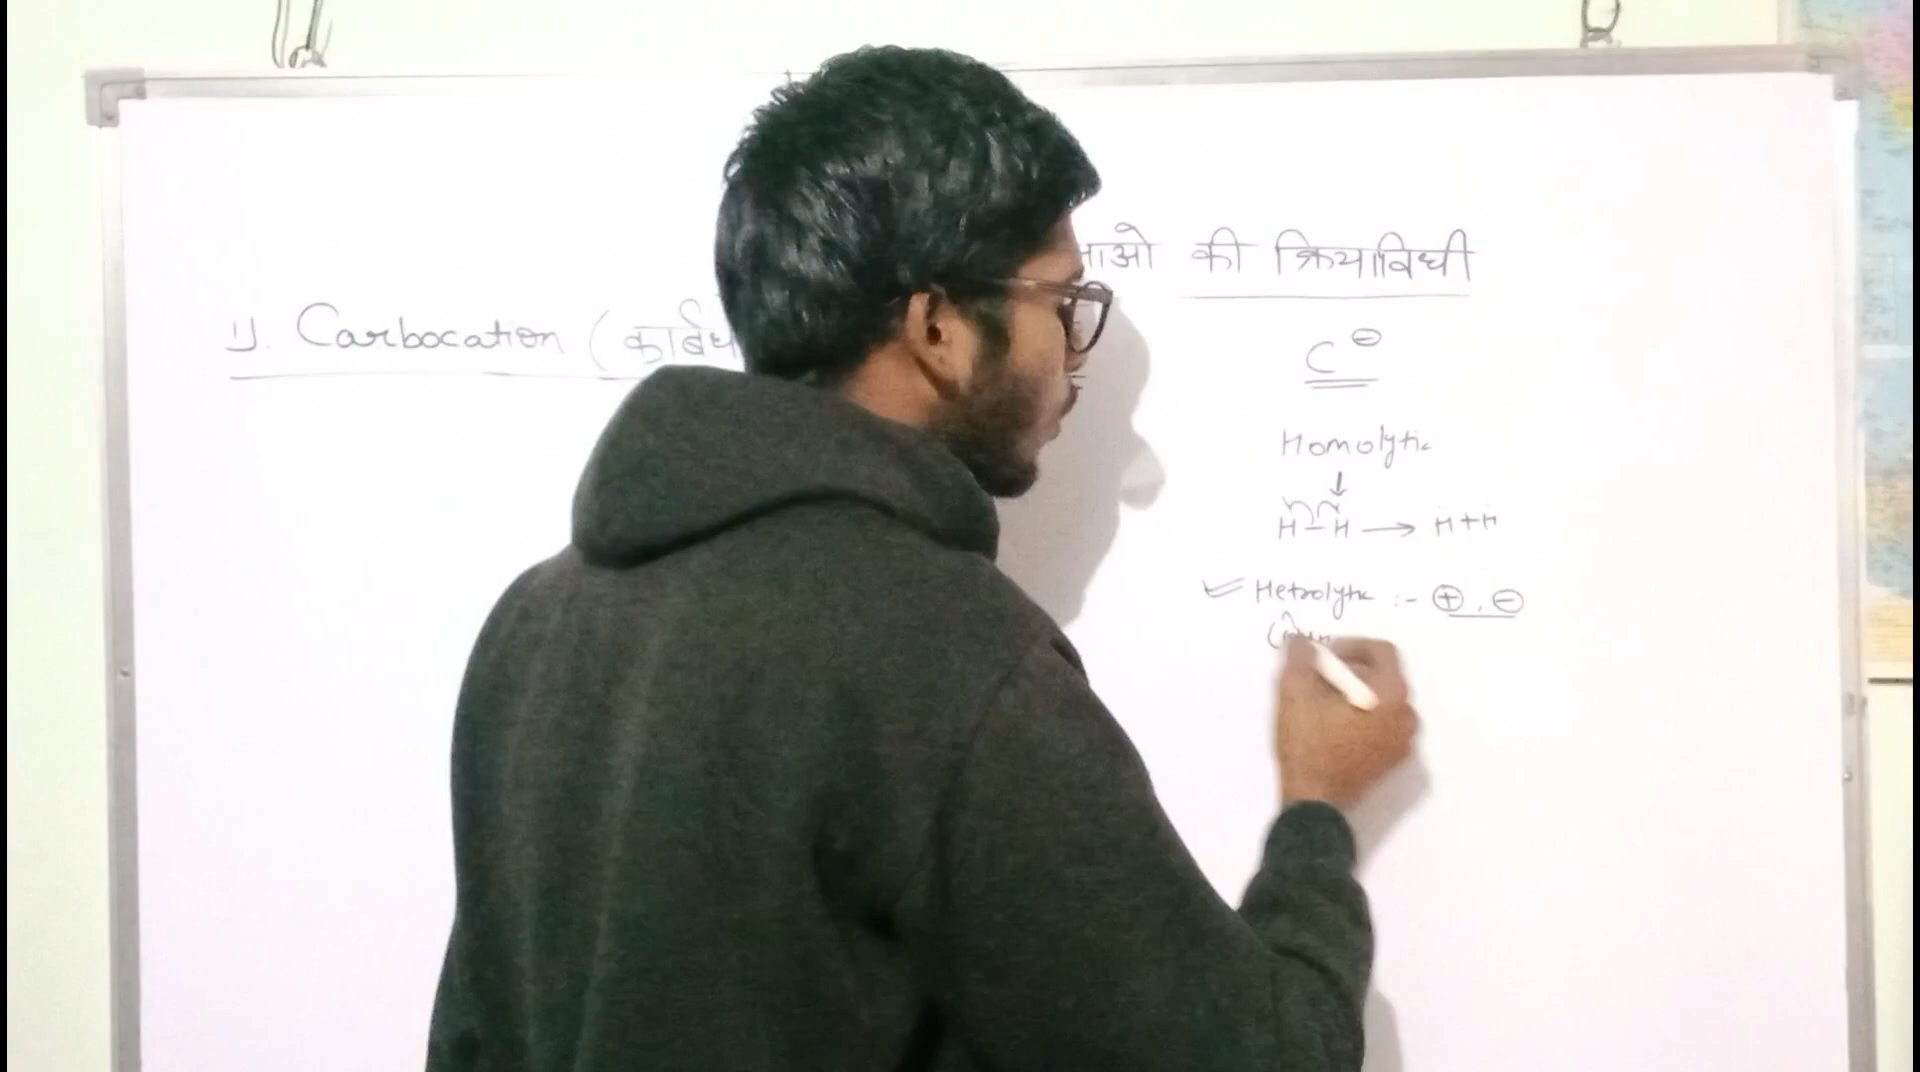 की क्रियाविधी
1). Carbocation (
C⊖
Homolytic
↓
H–H → H + H
Hetrolytic :- ⊕, ⊖